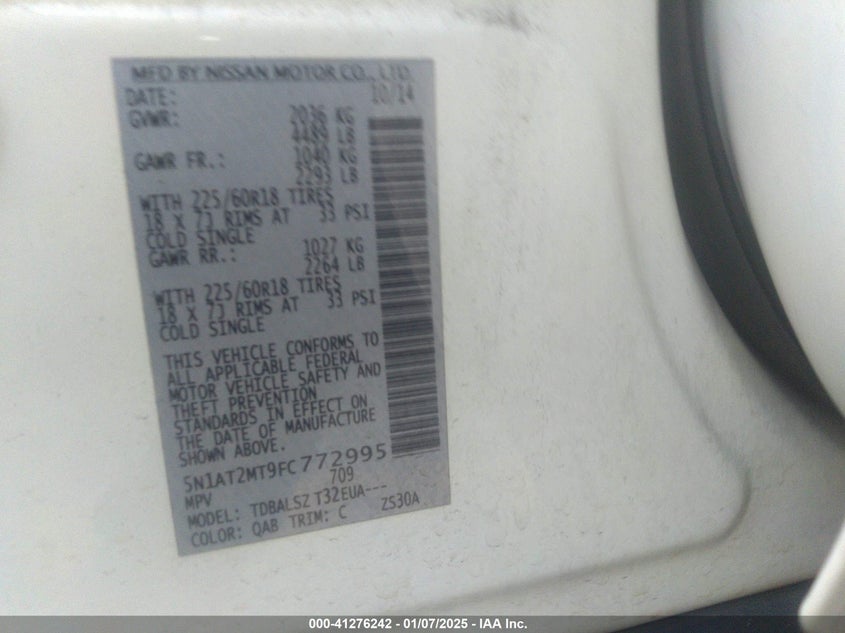 MFD BY NISSAN MOTOR CO., LTD.
DATE: 10/14
GVWR: 2036 KG
4489 LB
GAWR FR.: 1040 KG
2293 LB
WITH 225/60R18 TIRES
18 X 7J RIMS AT 33 PSI
COLD SINGLE
GAWR RR.: 1027 KG
2264 LB
WITH 225/60R18 TIRES
18 X 7J RIMS AT 33 PSI
COLD SINGLE
THIS VEHICLE CONFORMS TO
ALL APPLICABLE FEDERAL
MOTOR VEHICLE SAFETY AND
THEFT PREVENTION
STANDARDS IN EFFECT ON
THE DATE OF MANUFACTURE
SHOWN ABOVE.
5N1AT2MT9FC772995
MPV 709
MODEL: TDBALSZ T32EUA---
COLOR: QAB TRIM: C ZS30A
000-41276242 - 01/07/2025 - IAA Inc.